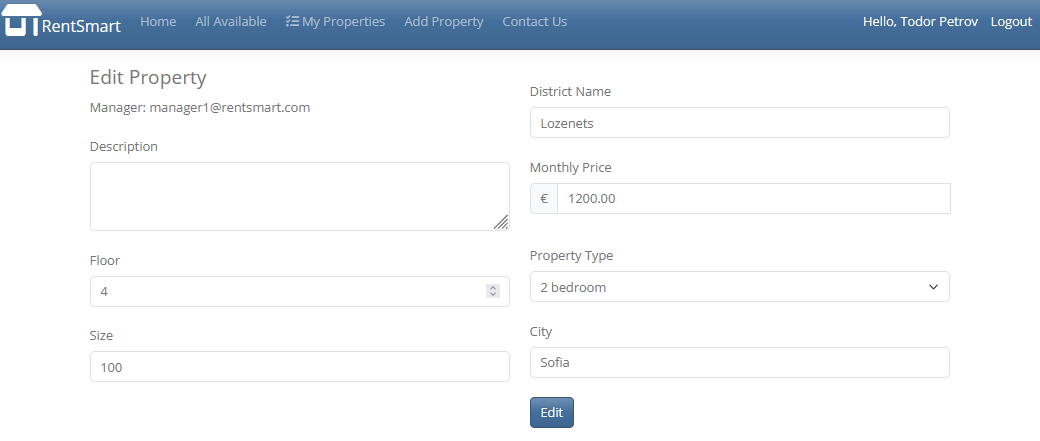 RentSmart Home All Available My Properties Add Property Contact Us Hello, Todor Petrov Logout
Edit Property
Manager: manager1@rentsmart.com
Description
Floor
4
Size
100
District Name
Lozenets
Monthly Price
€ 1200.00
Property Type
2 bedroom
City
Sofia
Edit